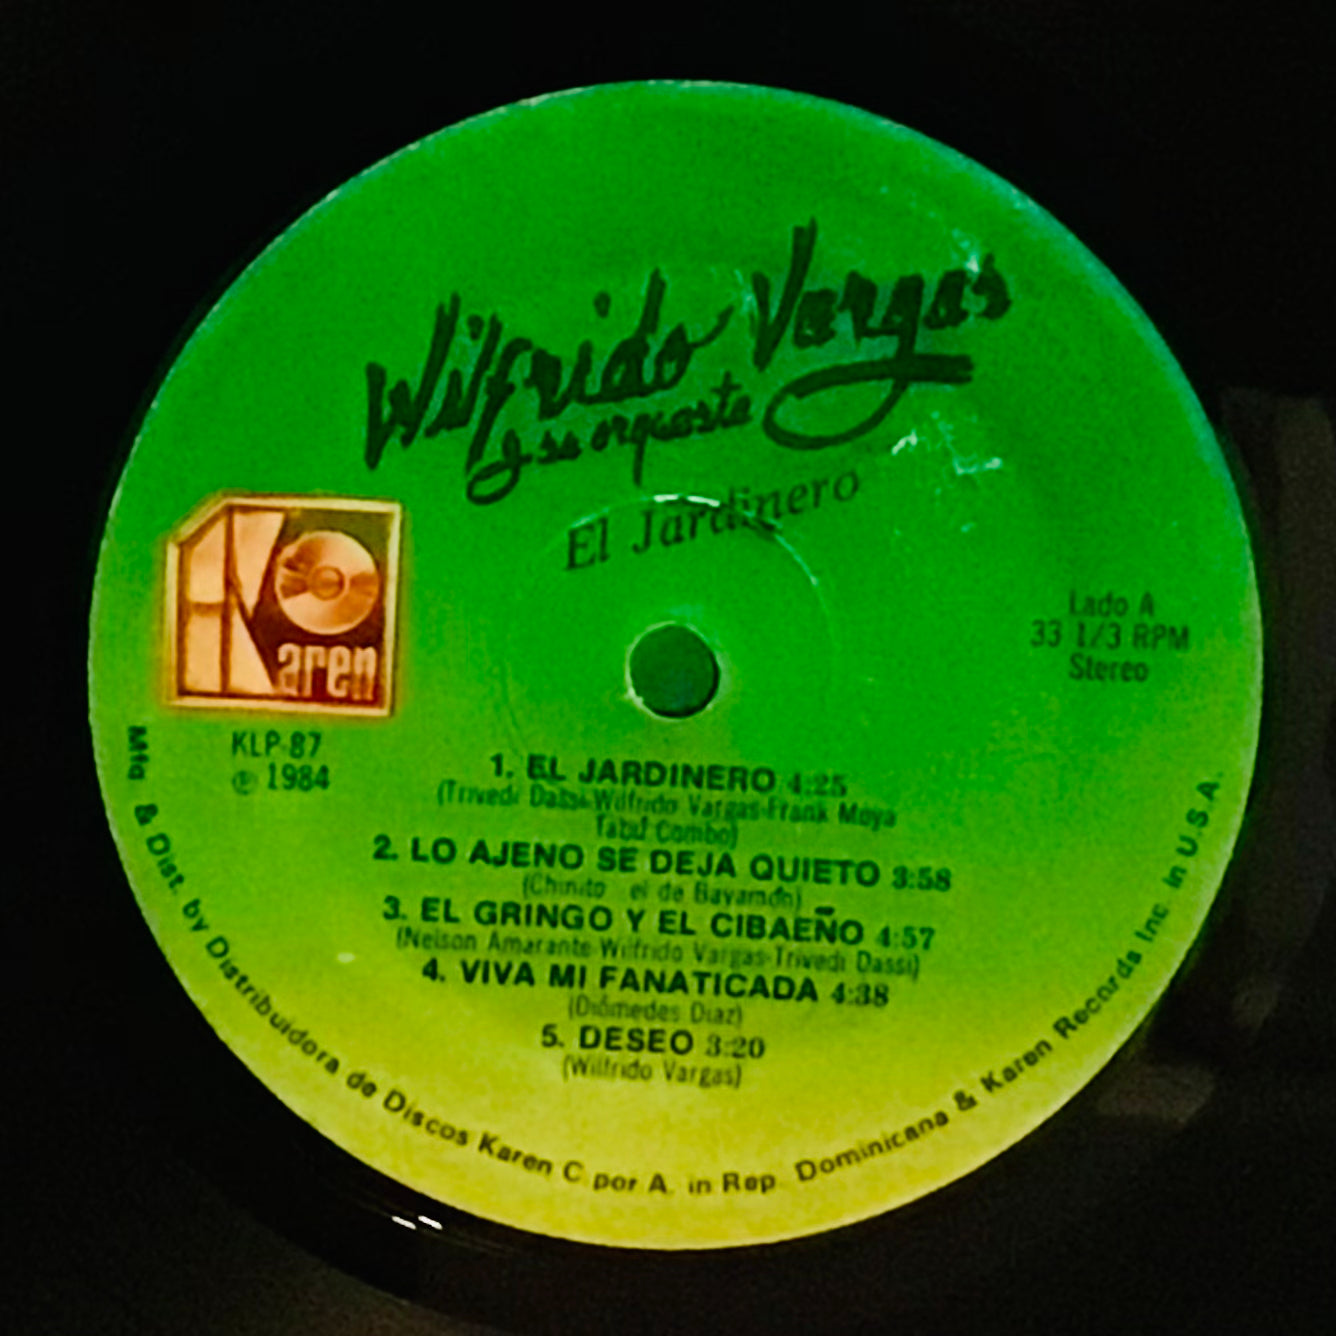 Wilfrido Vargas
y su orquesta
El Jardinero
Karen
Lado A
33 1/3 RPM
Stereo
KLP-87
℗ 1984
1. EL JARDINERO 4:25
(Trivedi Dassi-Wilfrido Vargas-Frank Moya
Tabú Combo)
2. LO AJENO SE DEJA QUIETO 3:58
(Chinito el de Bayamón)
3. EL GRINGO Y EL CIBAEÑO 4:57
(Nelson Amarante-Wilfrido Vargas-Trivedi Dassi)
4. VIVA MI FANATICADA 4:38
(Diómedes Diaz)
5. DESEO 3:20
(Wilfrido Vargas)
Mfg. & Dist. by Distribuidora de Discos Karen C por A. in Rep. Dominicana & Karen Records Inc. in U.S.A.